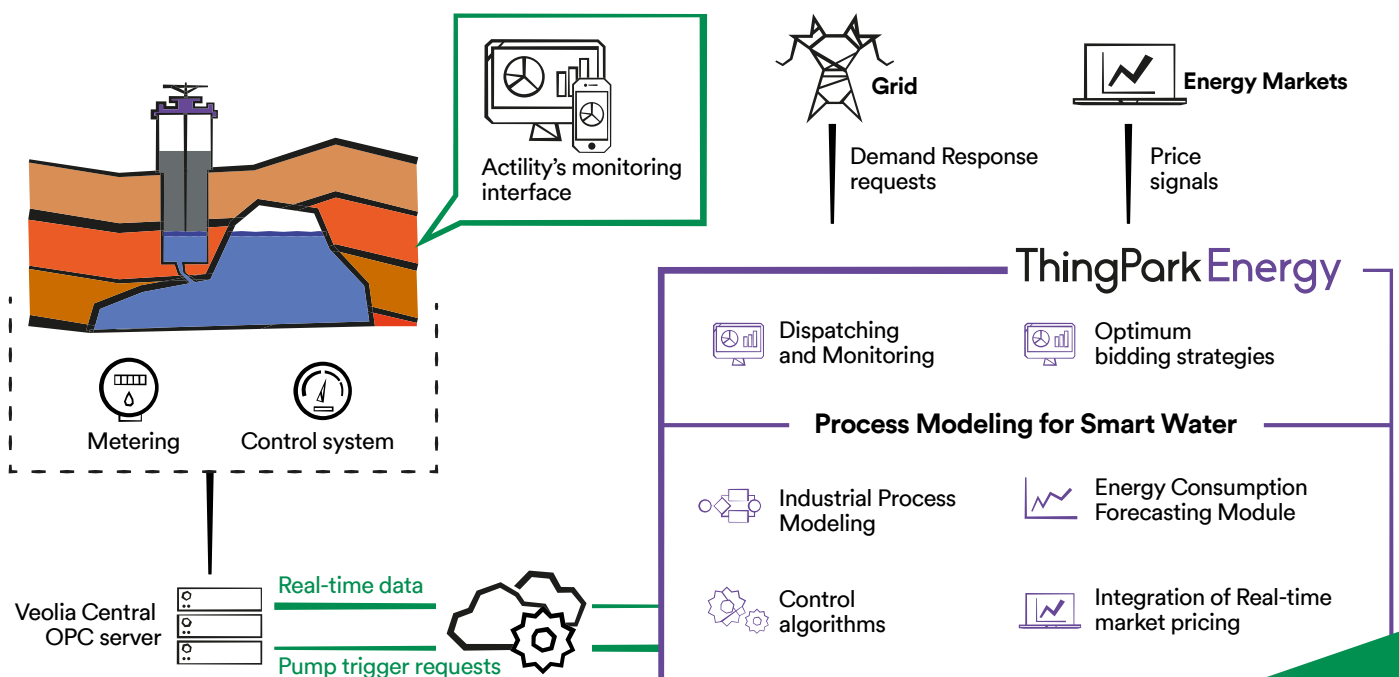 Actility's monitoring
interface
Grid
Energy Markets
Demand Response
requests
Price
signals
ThingPark Energy
Dispatching
and Monitoring
Optimum
bidding strategies
Process Modeling for Smart Water
Industrial Process
Modeling
Energy Consumption
Forecasting Module
Control
algorithms
Integration of Real-time
market pricing
Metering
Control system
Veolia Central
OPC server
Real-time data
Pump trigger requests